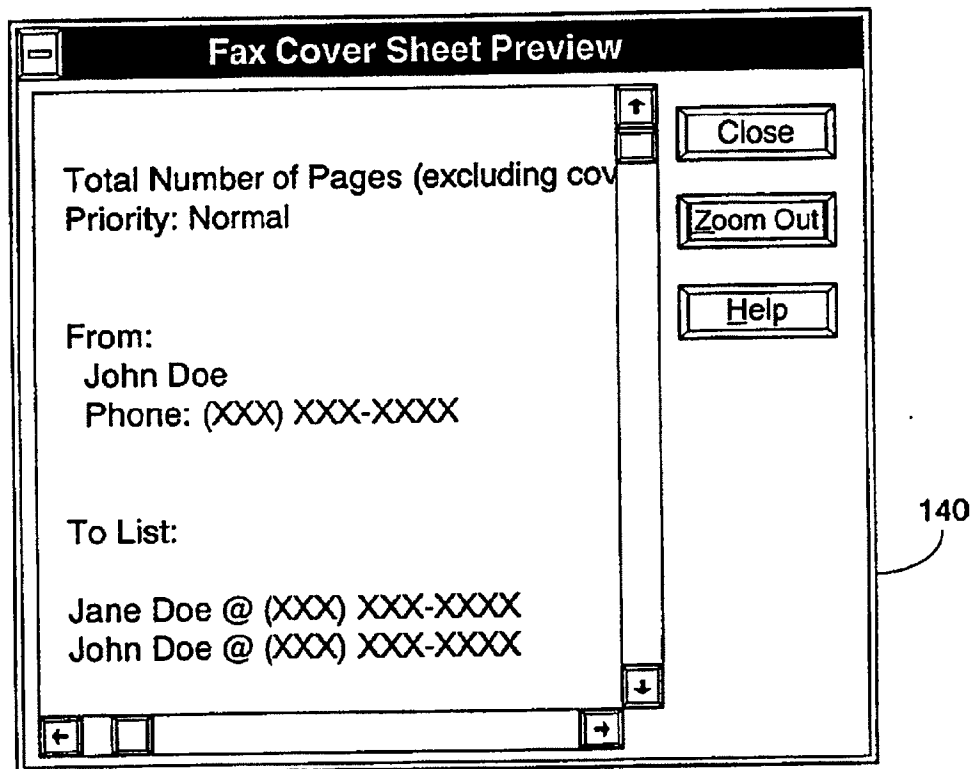 Fax Cover Sheet Preview
Total Number of Pages (excluding cov
Priority: Normal
From:
John Doe
Phone: (XXX) XXX-XXXX
To List:
Jane Doe @ (XXX) XXX-XXXX
John Doe @ (XXX) XXX-XXXX
Close
Zoom Out
Help
140